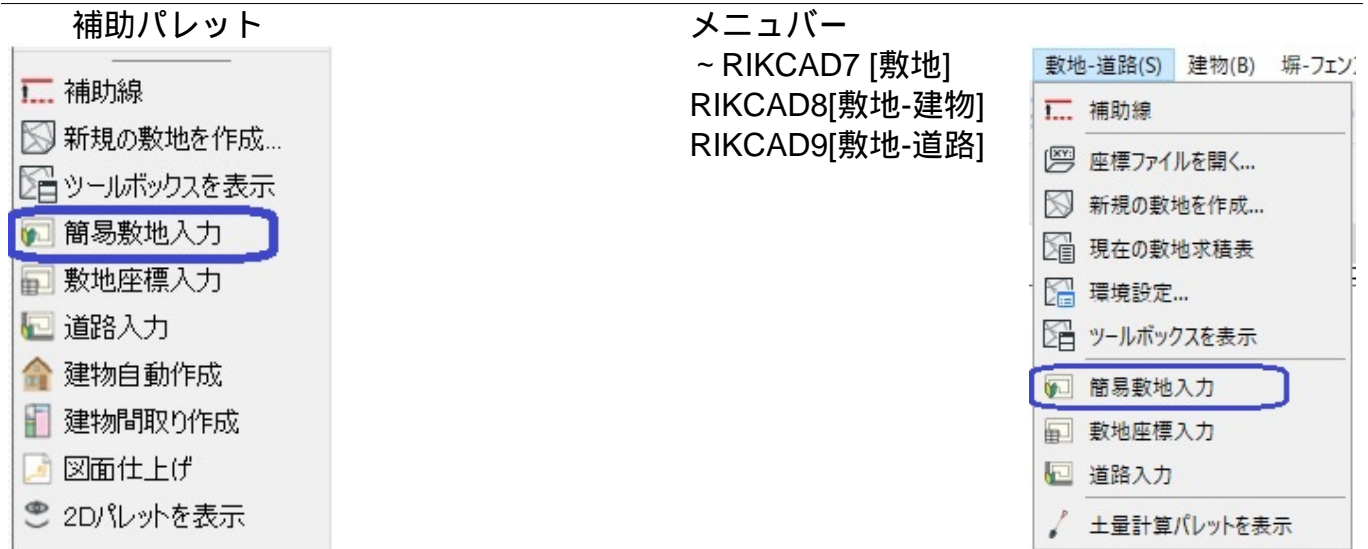 補助パレット
補助線
新規の敷地を作成...
ツールボックスを表示
簡易敷地入力
敷地座標入力
道路入力
建物自動作成
建物間取り作成
図面仕上げ
2Dパレットを表示
メニューバー
~RIKCAD7 [敷地]
RIKCAD8[敷地-建物]
RIKCAD9[敷地-道路]
敷地-道路(S) 建物(B) 塀-フェン
補助線
座標ファイルを開く...
新規の敷地を作成...
現在の敷地求積表
環境設定...
ツールボックスを表示
簡易敷地入力
敷地座標入力
道路入力
土量計算パレットを表示